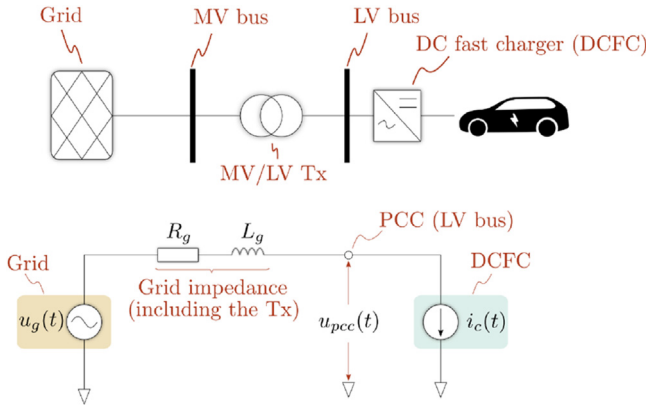 Grid
MV bus
LV bus
DC fast charger (DCFC)
MV/LV Tx
R_g
L_g
PCC (LV bus)
Grid
Grid impedance
(including the Tx)
DCFC
u_g(t)
u_pcc(t)
i_c(t)